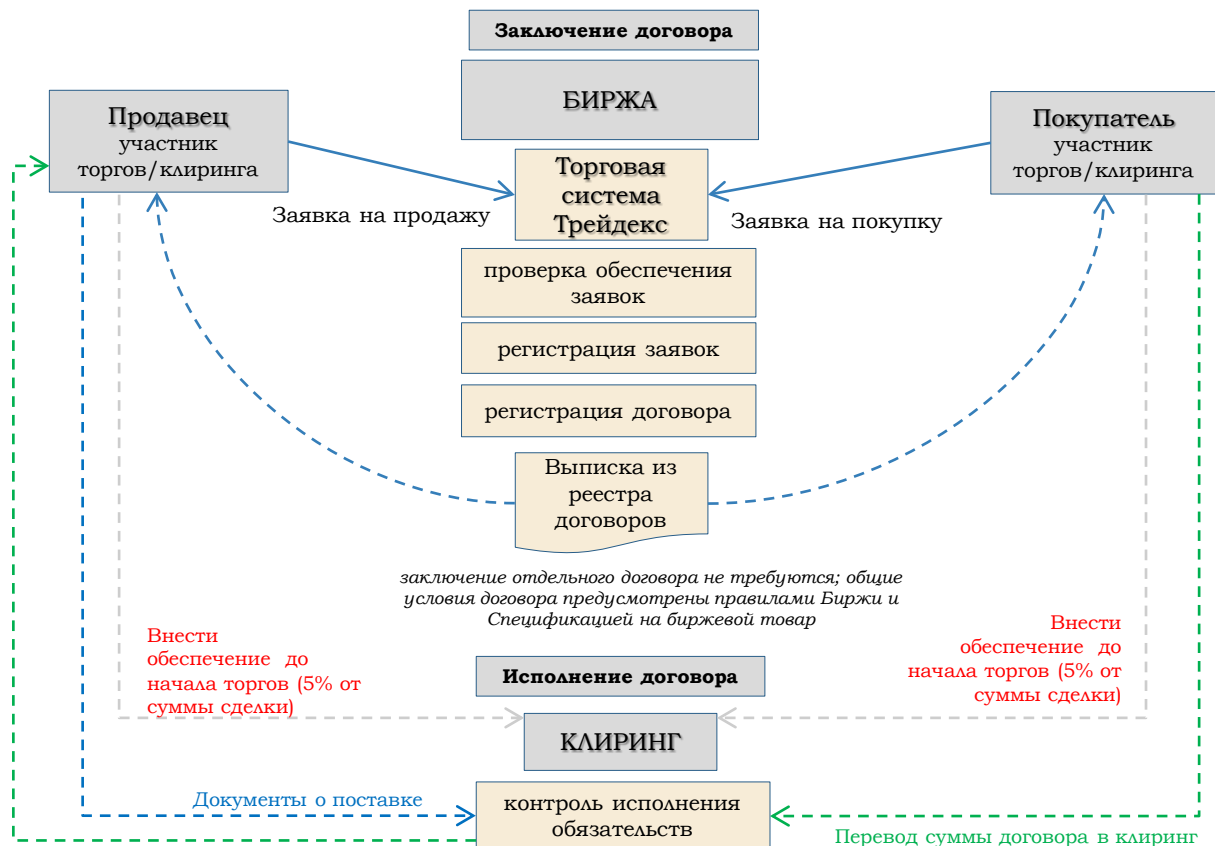 Заключение договора
БИРЖА
Продавец
участник
торгов/клиринга
Покупатель
участник
торгов/клиринга
Торговая
система
Трейдекс
Заявка на продажу
Заявка на покупку
проверка обеспечения
заявок
регистрация заявок
регистрация договора
Выписка из
реестра
договоров
заключение отдельного договора не требуются; общие
условия договора предусмотрены правилами Биржи и
Спецификацией на биржевой товар
Внести
обеспечение до
начала торгов (5% от
суммы сделки)
Внести
обеспечение до
начала торгов (5% от
суммы сделки)
Исполнение договора
КЛИРИНГ
Документы о поставке
контроль исполнения
обязательств
Перевод суммы договора в клиринг